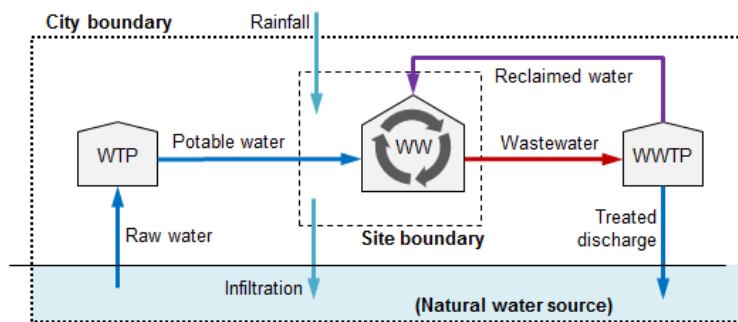 City boundary
Rainfall
Reclaimed water
Potable water
WTP
WW
Wastewater
WWTP
Raw water
Site boundary
Treated
discharge
Infiltration
(Natural water source)